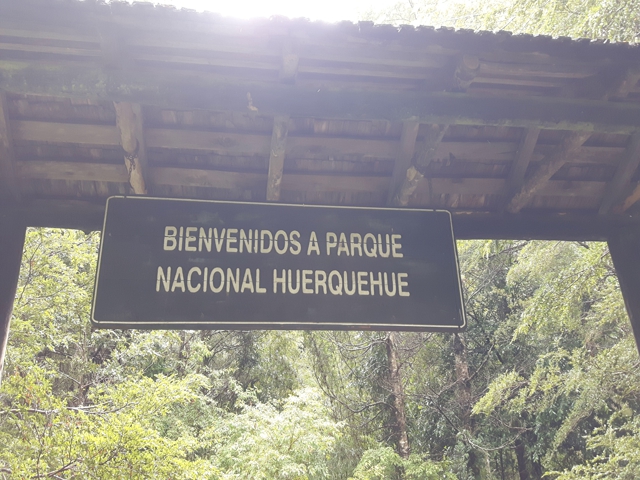 BIENVENIDOS A PARQUE
NACIONAL HUERQUEHUE